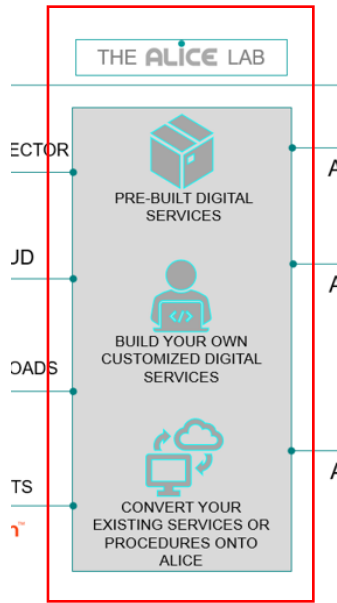 THE ALiCE LAB
ECTOR
PRE-BUILT DIGITAL
SERVICES
UD
</>
BUILD YOUR OWN
CUSTOMIZED DIGITAL
SERVICES
OADS
TS
n™
CONVERT YOUR
EXISTING SERVICES OR
PROCEDURES ONTO
ALICE